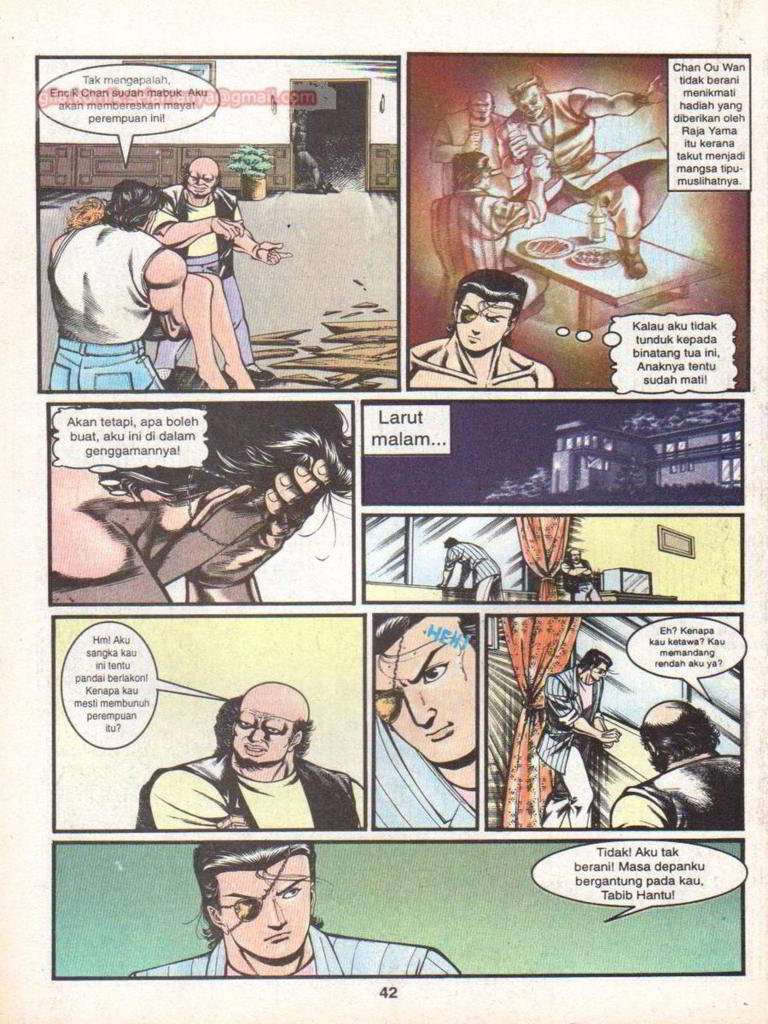 Tak mengapalah,
Encik Chan sudah mabuk. Aku
akan membereskan mayat
perempuan ini!
Chan Ou Wan
tidak berani
menikmati
hadiah yang
diberikan oleh
Raja Yama
itu kerana
takut menjadi
mangsa tipu-
muslihatnya.
Kalau aku tidak
tunduk kepada
binatang tua ini,
Anaknya tentu
sudah mati!
Akan tetapi, apa boleh
buat, aku ini di dalam
genggamannya!
Larut
malam...
Hm! Aku
sangka kau
ini tentu
pandai berlakon!
Kenapa kau
mesti membunuh
perempuan
itu?
HEH!
Eh? Kenapa
kau ketawa? Kau
memandang
rendah aku ya?
Tidak! Aku tak
berani! Masa depanku
bergantung pada kau,
Tabib Hantu!
42